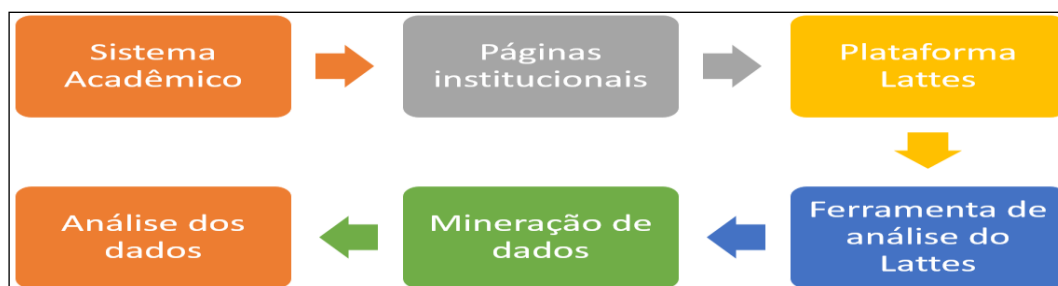 Sistema
Acadêmico
Páginas
institucionais
Plataforma
Lattes
Análise dos
dados
Mineração de
dados
Ferramenta de
análise do
Lattes